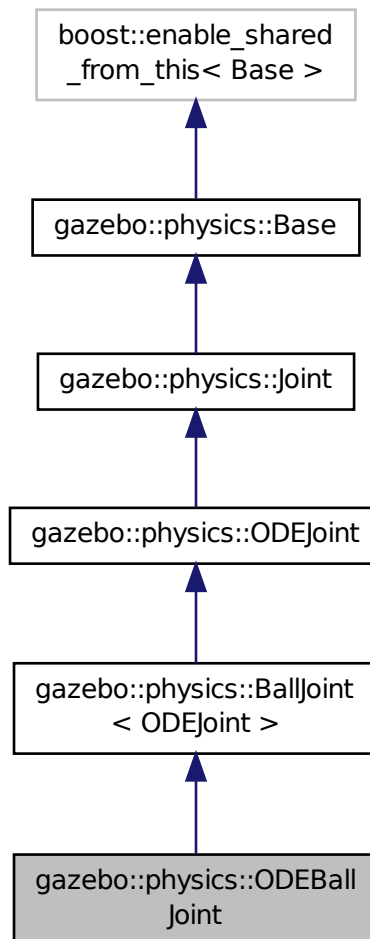 boost::enable_shared
_from_this< Base >
gazebo::physics::Base
gazebo::physics::Joint
gazebo::physics::ODEJoint
gazebo::physics::BallJoint
< ODEJoint >
gazebo::physics::ODEBall
Joint